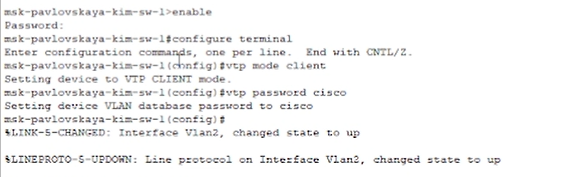 msk-pavlovskaya-kim-sw-1>enable
Password:
msk-pavlovskaya-kim-sw-1#configure terminal
Enter configuration commands, one per line.  End with CNTL/Z.
msk-pavlovskaya-kim-sw-1(config)#vtp mode client
Setting device to VTP CLIENT mode.
msk-pavlovskaya-kim-sw-1(config)#vtp password cisco
Setting device VLAN database password to cisco
msk-pavlovskaya-kim-sw-1(config)#
%LINK-5-CHANGED: Interface Vlan2, changed state to up
%LINEPROTO-5-UPDOWN: Line protocol on Interface Vlan2, changed state to up